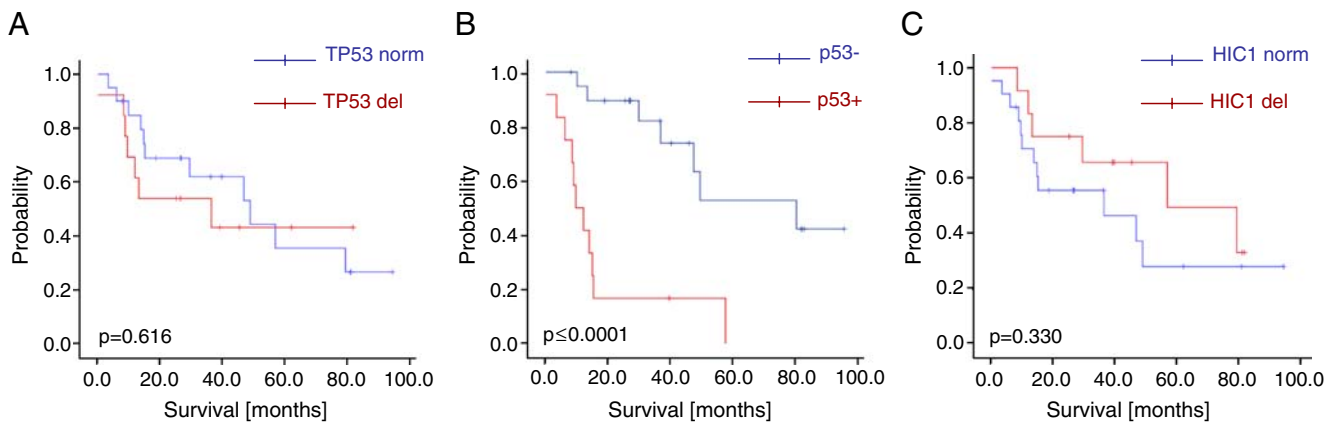 A
TP53 norm
TP53 del
1.0
0.8
0.6
0.4
0.2
0.0
Probability
p=0.616
0.0 20.0 40.0 60.0 80.0 100.0
Survival [months]
B
p53-
p53+
1.0
0.8
0.6
0.4
0.2
0.0
Probability
p≤0.0001
0.0 20.0 40.0 60.0 80.0 100.0
Survival [months]
C
HIC1 norm
HIC1 del
1.0
0.8
0.6
0.4
0.2
0.0
Probability
p=0.330
0.0 20.0 40.0 60.0 80.0 100.0
Survival [months]